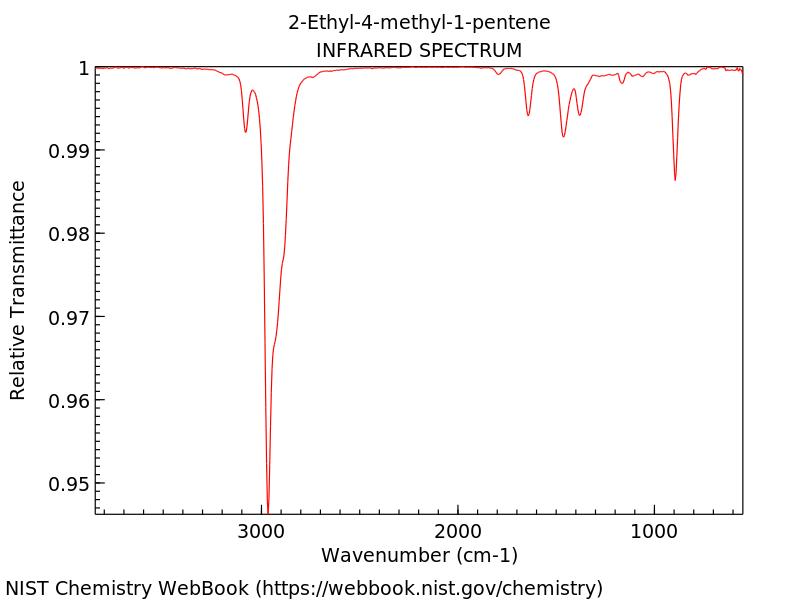 2-Ethyl-4-methyl-1-pentene
INFRARED SPECTRUM
1
0.99
0.98
0.97
0.96
0.95
Relative Transmittance
3000 2000 1000
Wavenumber (cm-1)
NIST Chemistry WebBook (https://webbook.nist.gov/chemistry)